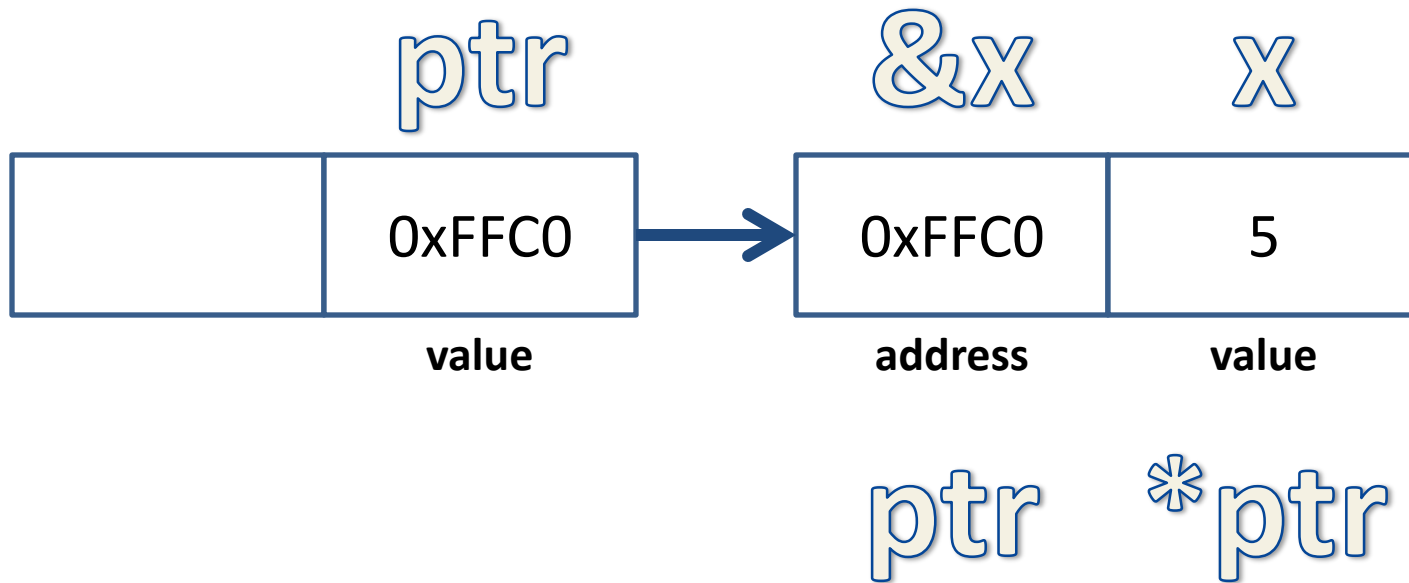 ptr &x x
0xFFC0 0xFFC0 5
value address value
ptr *ptr